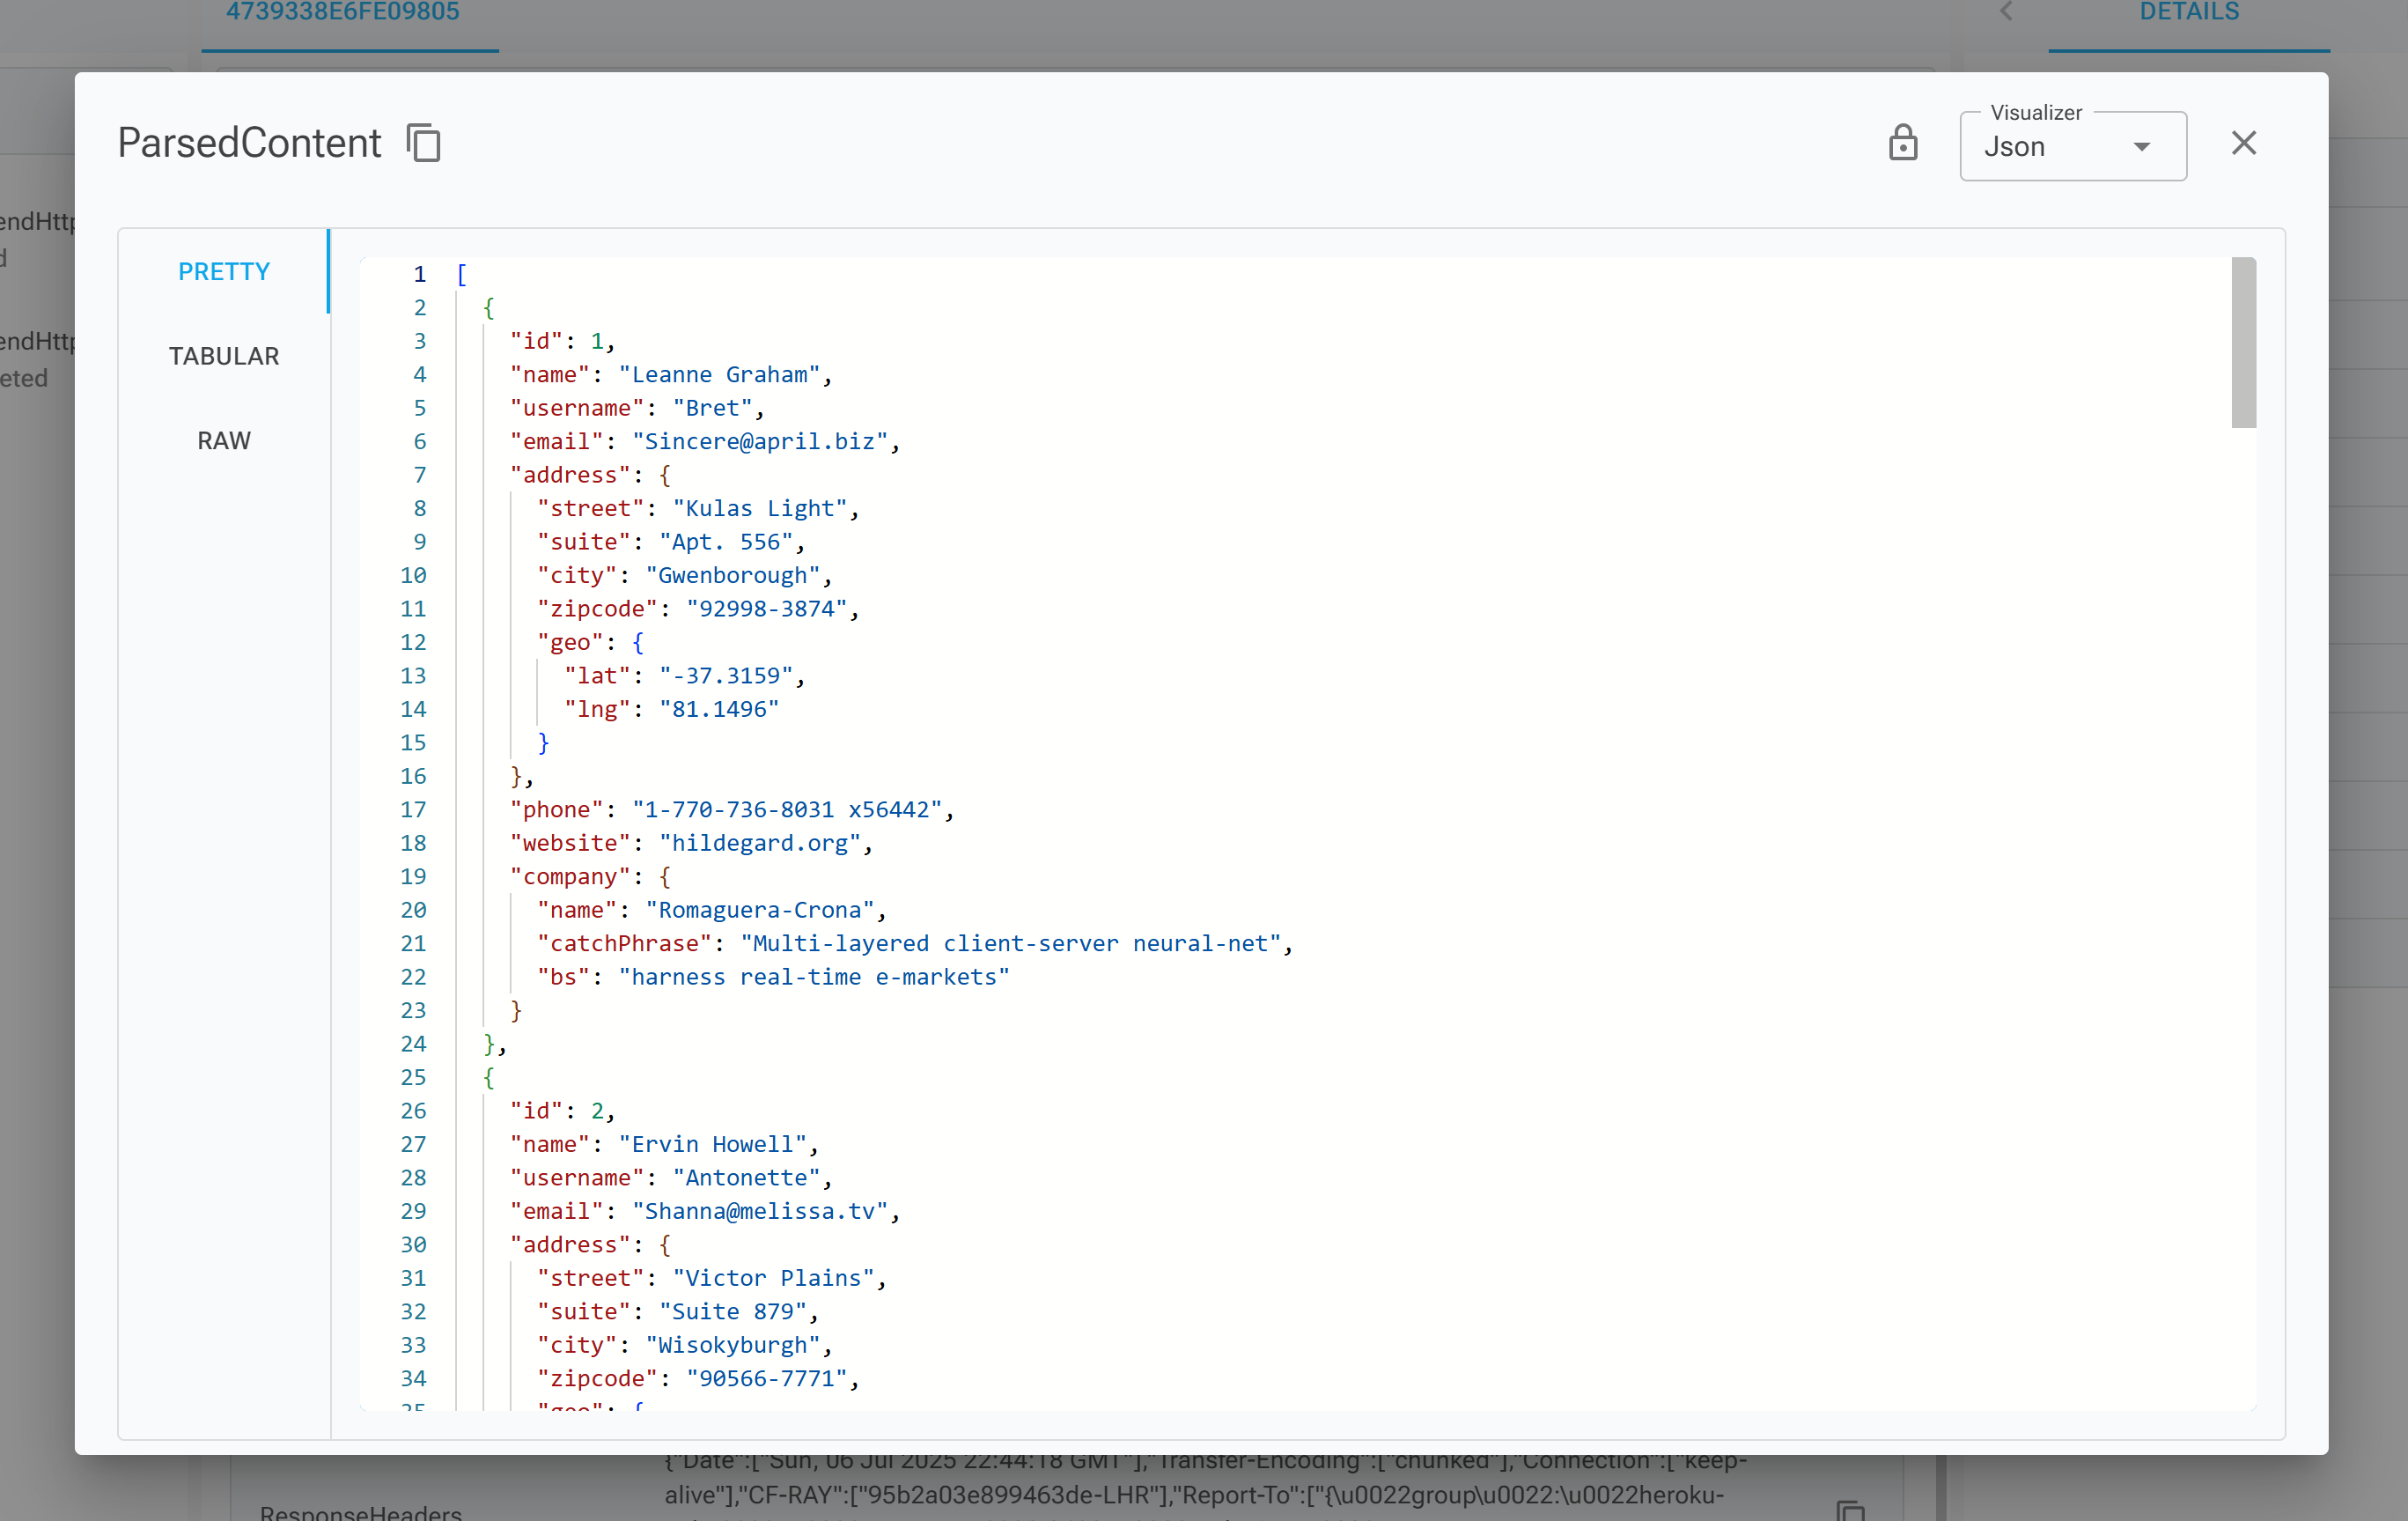 4739338E6FE09805
DETAILS
ParsedContent
Visualizer
Json
endHttp
d
endHttp
eted
PRETTY
TABULAR
RAW
1 [
2 {
3 "id": 1,
4 "name": "Leanne Graham",
5 "username": "Bret",
6 "email": "Sincere@april.biz",
7 "address": {
8 "street": "Kulas Light",
9 "suite": "Apt. 556",
10 "city": "Gwenborough",
11 "zipcode": "92998-3874",
12 "geo": {
13 "lat": "-37.3159",
14 "lng": "81.1496"
15 }
16 },
17 "phone": "1-770-736-8031 x56442",
18 "website": "hildegard.org",
19 "company": {
20 "name": "Romaguera-Crona",
21 "catchPhrase": "Multi-layered client-server neural-net",
22 "bs": "harness real-time e-markets"
23 }
24 },
25 {
26 "id": 2,
27 "name": "Ervin Howell",
28 "username": "Antonette",
29 "email": "Shanna@melissa.tv",
30 "address": {
31 "street": "Victor Plains",
32 "suite": "Suite 879",
33 "city": "Wisokyburgh",
34 "zipcode": "90566-7771",
35 "geo": {
{"Date":["Sun, 06 Jul 2025 22:44:18 GMT"],"Transfer-Encoding":["chunked"],"Connection":["keep-
alive"],"CF-RAY":["95b2a03e899463de-LHR"],"Report-To":["{\u0022group\u0022:\u0022heroku-
ResponseHeaders